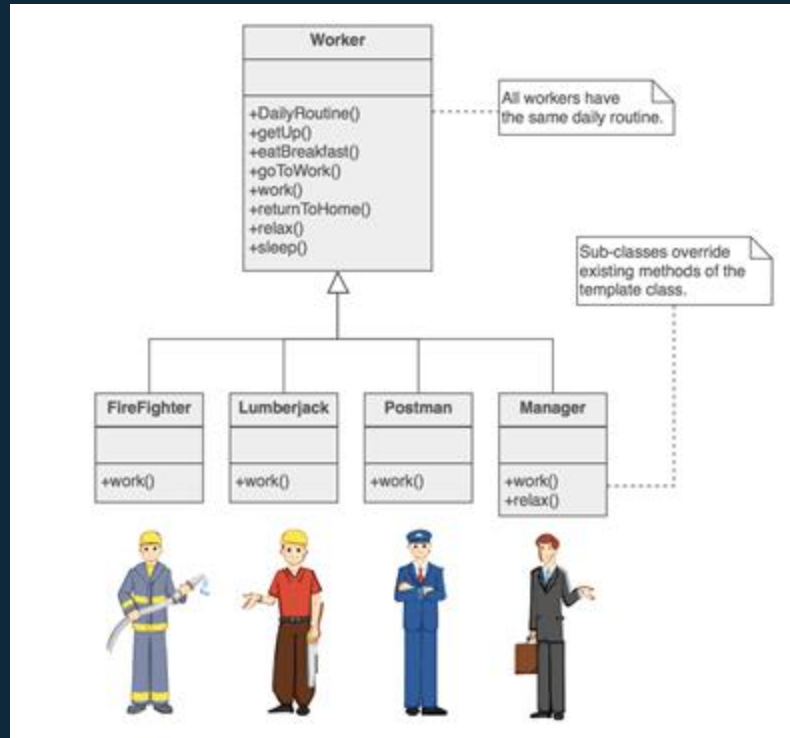 Worker
+DailyRoutine()
+getUp()
+eatBreakfast()
+goToWork()
+work()
+returnToHome()
+relax()
+sleep()
All workers have
the same daily routine.
Sub-classes override
existing methods of the
template class.
FireFighter
+work()
Lumberjack
+work()
Postman
+work()
Manager
+work()
+relax()